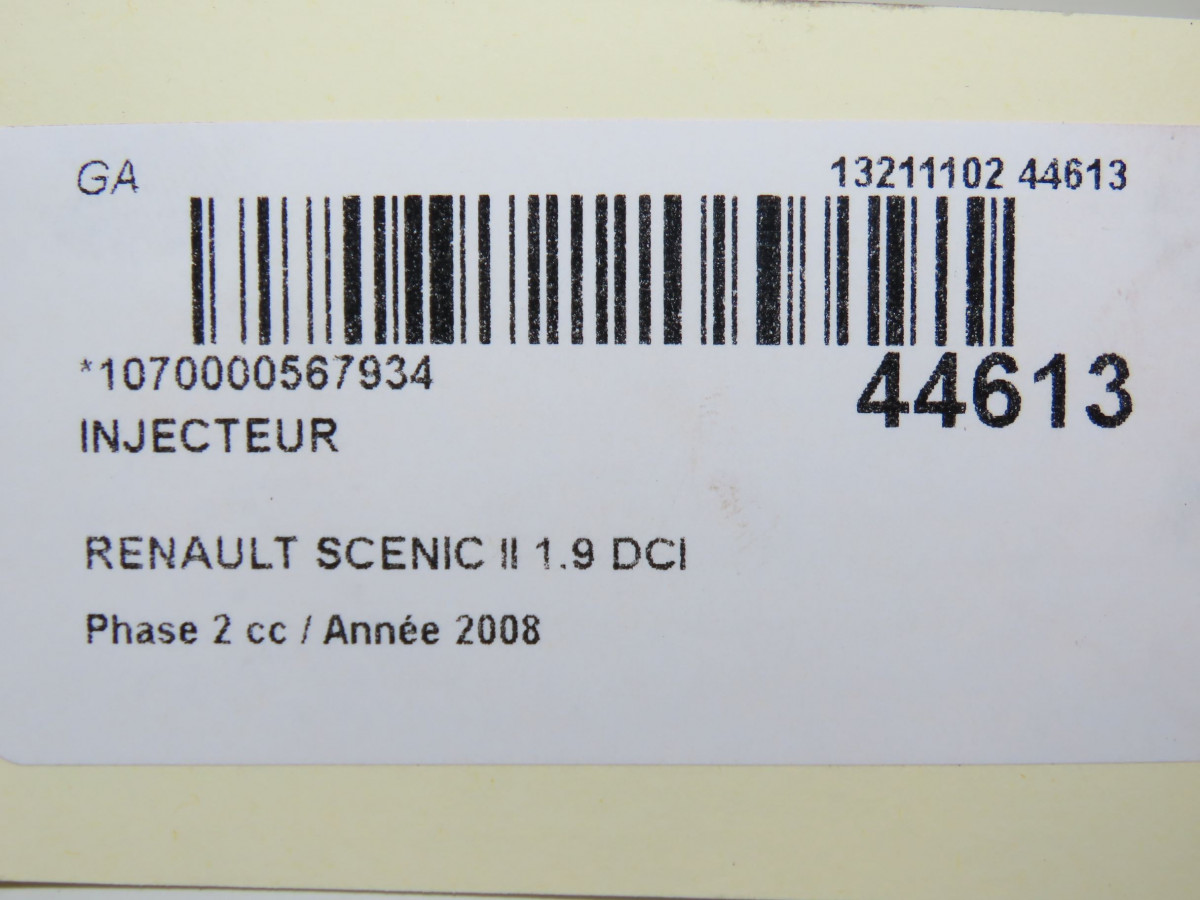 GA 13211102 44613
*1070000567934 44613
INJECTEUR
RENAULT SCENIC II 1.9 DCI
Phase 2 cc / Année 2008